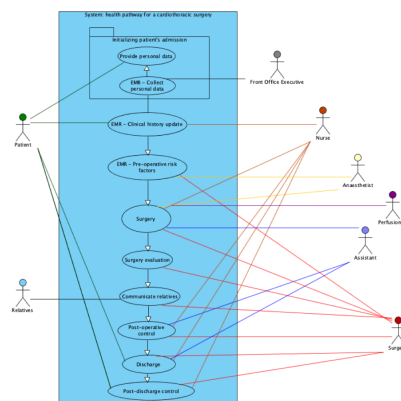 System: health pathway for a cardiothoracic surgery
Initializing patient's admission
Provide personal data
EMR - Collect
personal data
Front Office Executive
EMR - Clinical history update
Patient
Nurse
EMR - Pre-operative risk
factors
Anaesthetist
Surgery
Perfusion
Assistant
Surgery evaluation
Communicate relatives
Relatives
Post-operative
control
Surge
Discharge
Post-discharge control